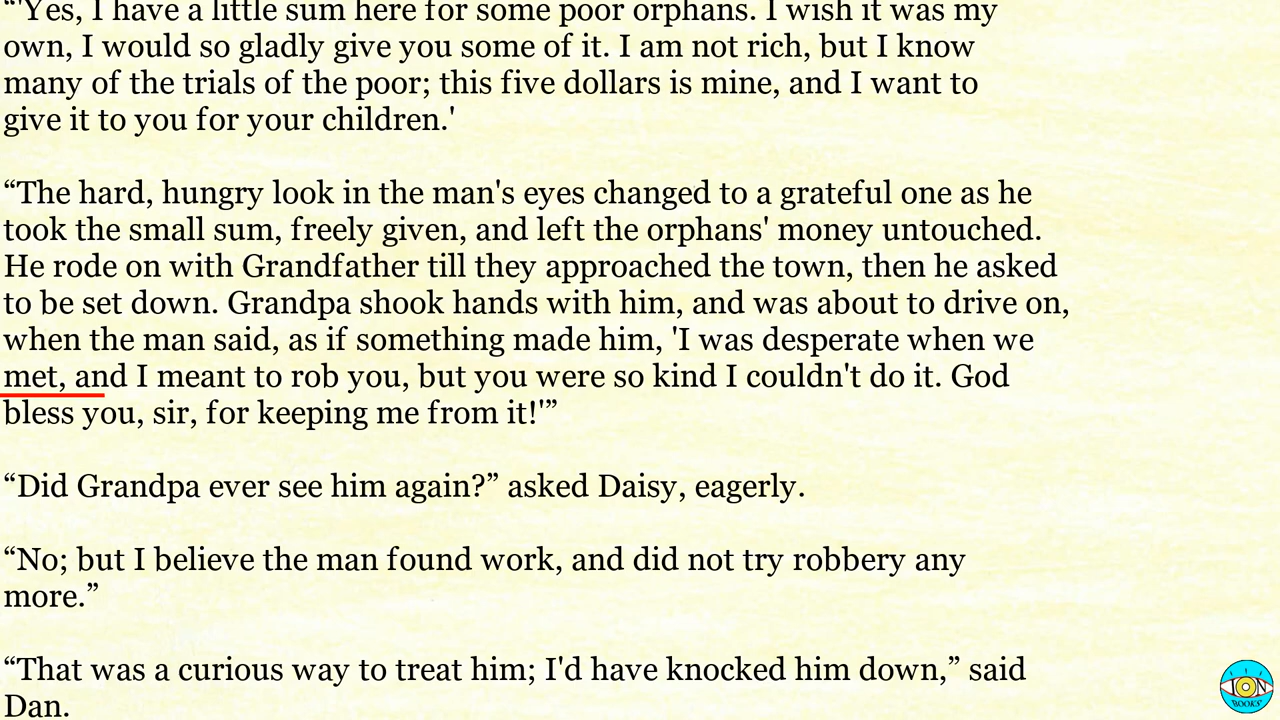 “'Yes, I have a little sum here for some poor orphans. I wish it was my
own, I would so gladly give you some of it. I am not rich, but I know
many of the trials of the poor; this five dollars is mine, and I want to
give it to you for your children.'
“The hard, hungry look in the man's eyes changed to a grateful one as he
took the small sum, freely given, and left the orphans' money untouched.
He rode on with Grandfather till they approached the town, then he asked
to be set down. Grandpa shook hands with him, and was about to drive on,
when the man said, as if something made him, 'I was desperate when we
met, and I meant to rob you, but you were so kind I couldn't do it. God
bless you, sir, for keeping me from it!'”
“Did Grandpa ever see him again?” asked Daisy, eagerly.
“No; but I believe the man found work, and did not try robbery any
more.”
“That was a curious way to treat him; I'd have knocked him down,” said
Dan.
ION
BOOKS